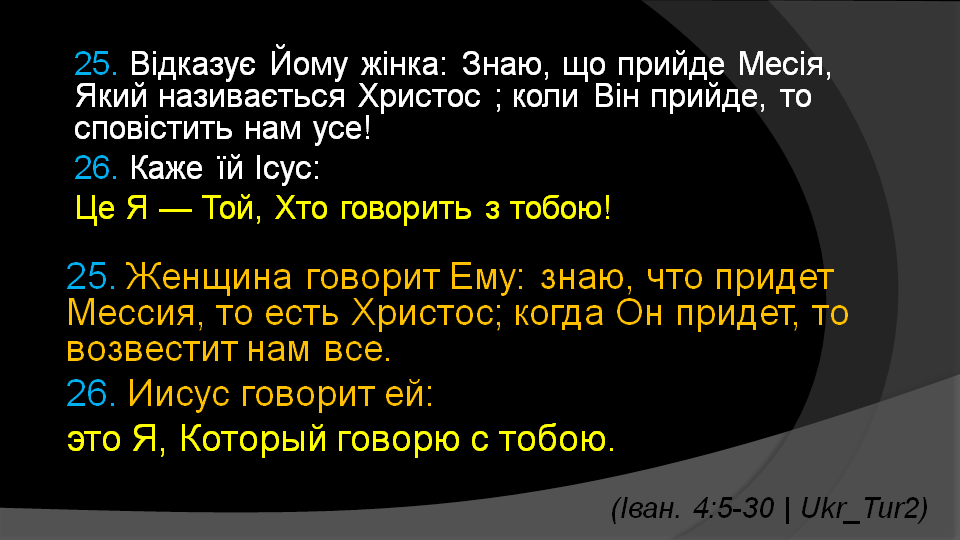 25. Відказує Йому жінка: Знаю, що прийде Месія,
Який називається Христос ; коли Він прийде, то
сповістить нам усе!
26. Каже їй Ісус:
Це Я — Той, Хто говорить з тобою!
25. Женщина говорит Ему: знаю, что придет
Мессия, то есть Христос; когда Он придет, то
возвестит нам все.
26. Иисус говорит ей:
это Я, Который говорю с тобою.
(Іван. 4:5-30 | Ukr_Tur2)